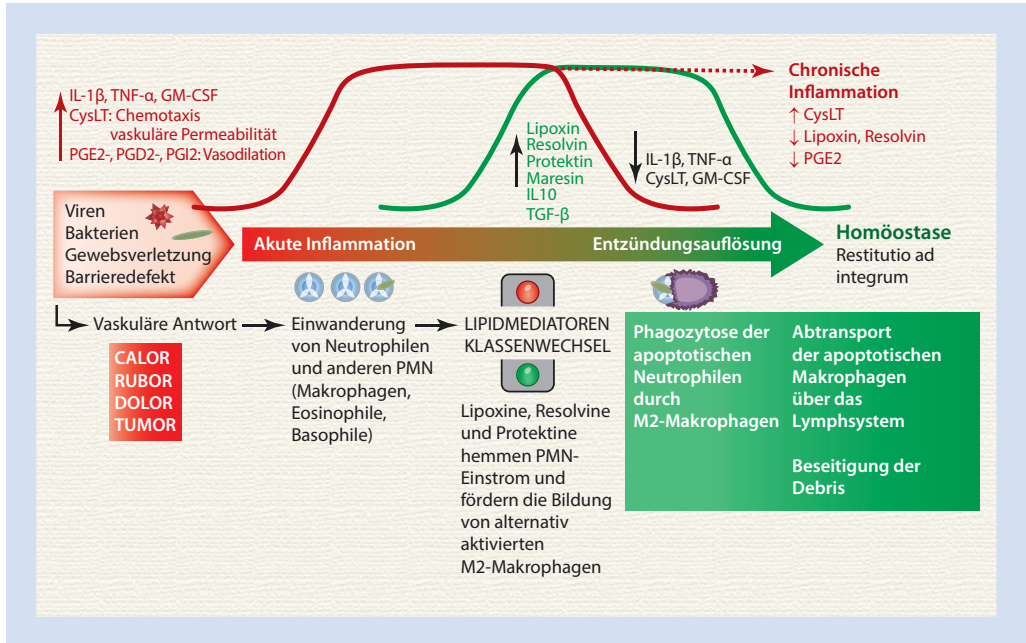 IL-1β, TNF-α, GM-CSF
CysLT: Chemotaxis
vaskuläre Permeabilität
PGE2-, PGD2-, PGI2: Vasodilation
Lipoxin
Resolvin
Protektin
Maresin
IL10
TGF-β
IL-1β, TNF-α
CysLT, GM-CSF
Chronische
Inflammation
↑ CysLT
↓ Lipoxin, Resolvin
↓ PGE2
Viren
Bakterien
Gewebsverletzung
Barrieredefekt
Akute Inflammation
Entzündungsauflösung
Homöostase
Restitutio ad
integrum
Vaskuläre Antwort
CALOR
RUBOR
DOLOR
TUMOR
Einwanderung
von Neutrophilen
und anderen PMN
(Makrophagen,
Eosinophile,
Basophile)
LIPIDMEDIATOREN
KLASSENWECHSEL
Lipoxine, Resolvine
und Protektine
hemmen PMN-
Einstrom und
fördern die Bildung
von alternativ
aktivierten
M2-Makrophagen
Phagozytose der
apoptotischen
Neutrophilen
durch
M2-Makrophagen
Abtransport
der apoptotischen
Makrophagen
über das
Lymphsystem
Beseitigung der
Debris